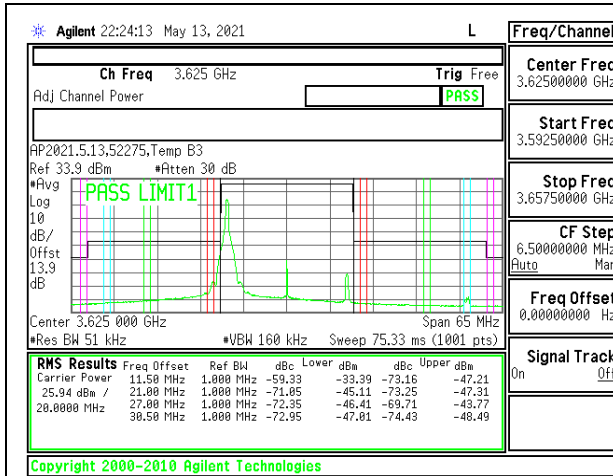 Agilent 22:24:13 May 13, 2021 L
Freq/Channel
Ch Freq 3.625 GHz Trig Free
Adj Channel Power PASS
Center Freq
3.62500000 GHz
Start Freq
3.59250000 GHz
Stop Freq
3.65750000 GHz
CF Step
6.50000000 MHz
Auto Man
Freq Offset
0.00000000 Hz
Signal Track
On Off
AP2021.5.13,52275,Temp B3
Ref 33.9 dBm #Atten 30 dB
#Avg
Log
10
dB/
Offst
13.9
dB
PASS LIMIT1
Center 3.625 000 GHz Span 65 MHz
#Res BW 51 kHz #VBW 160 kHz Sweep 75.33 ms (1001 pts)
RMS Results Freq Offset Ref BW dBc Lower dBm dBc Upper dBm
Carrier Power 11.50 MHz 1.000 MHz -59.33 -33.39 -73.16 -47.21
25.94 dBm / 21.00 MHz 1.000 MHz -71.05 -45.11 -73.25 -47.31
20.0000 MHz 27.00 MHz 1.000 MHz -72.35 -46.41 -69.71 -43.77
30.50 MHz 1.000 MHz -72.95 -47.01 -74.43 -48.49
Copyright 2000-2010 Agilent Technologies